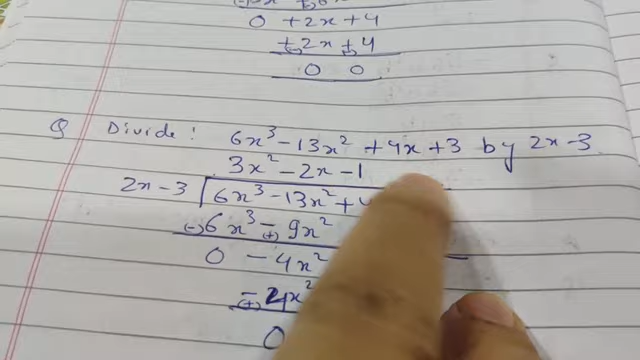 0 +2x+4
+2x+4
0 0
Q Divide: 6x³-13x²+4x+3 by 2x-3
3x²-2x-1
2x-3 6x³-13x²+4
(-)6x³-9x²
(+)
0 -4x²
-4x²
(+)
0